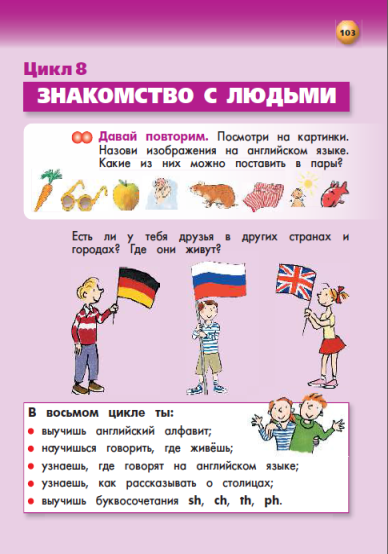 103
Цикл 8
ЗНАКОМСТВО С ЛЮДЬМИ
Давай повторим. Посмотри на картинки.
Назови изображения на английском языке.
Какие из них можно поставить в пары?
Есть ли у тебя друзья в других странах и
городах? Где они живут?
В восьмом цикле ты:
• выучишь английский алфавит;
• научишься говорить, где живёшь;
• узнаешь, где говорят на английском языке;
• узнаешь, как рассказывать о столицах;
• выучишь буквосочетания sh, ch, th, ph.